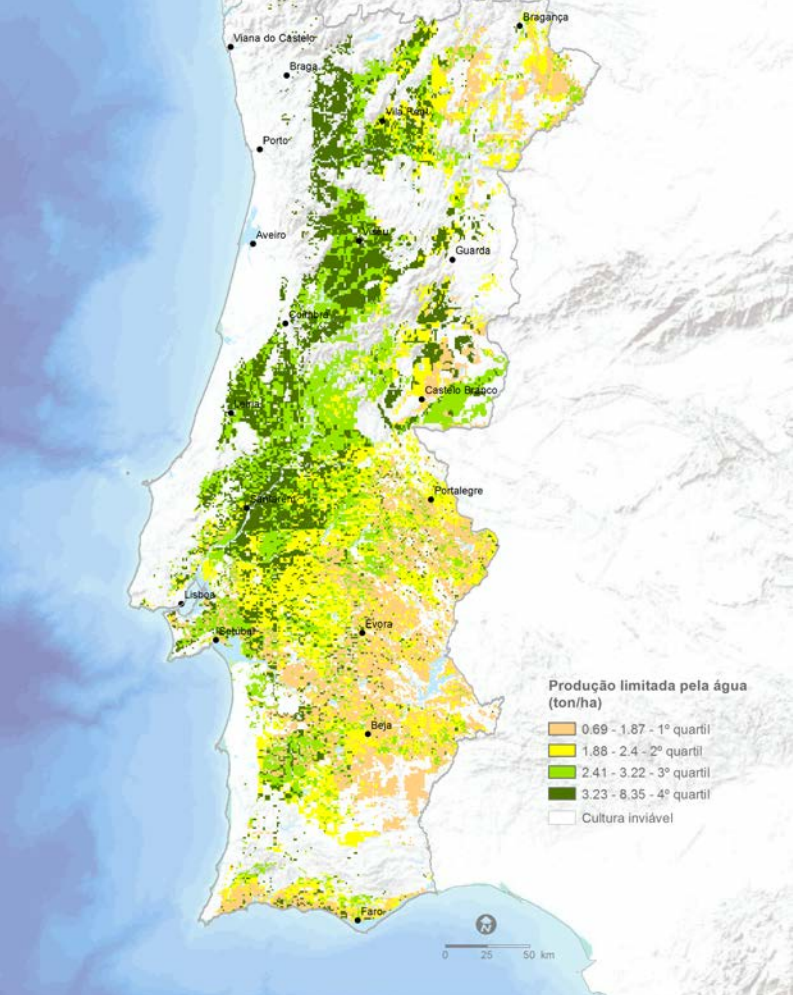 Bragança
Viana do Castelo
Braga
Vila Real
Porto
Viseu
Aveiro
Guarda
Coimbra
Castelo Branco
Leiria
Portalegre
Santarém
Lisboa
Évora
Setúbal
Produção limitada pela água
(ton/ha)
0.69 - 1.87 - 1º quartil
Beja
1.88 - 2.4 - 2º quartil
2.41 - 3.22 - 3º quartil
3.23 - 8.35 - 4º quartil
Cultura inviável
Faro
N
0 25 50 km